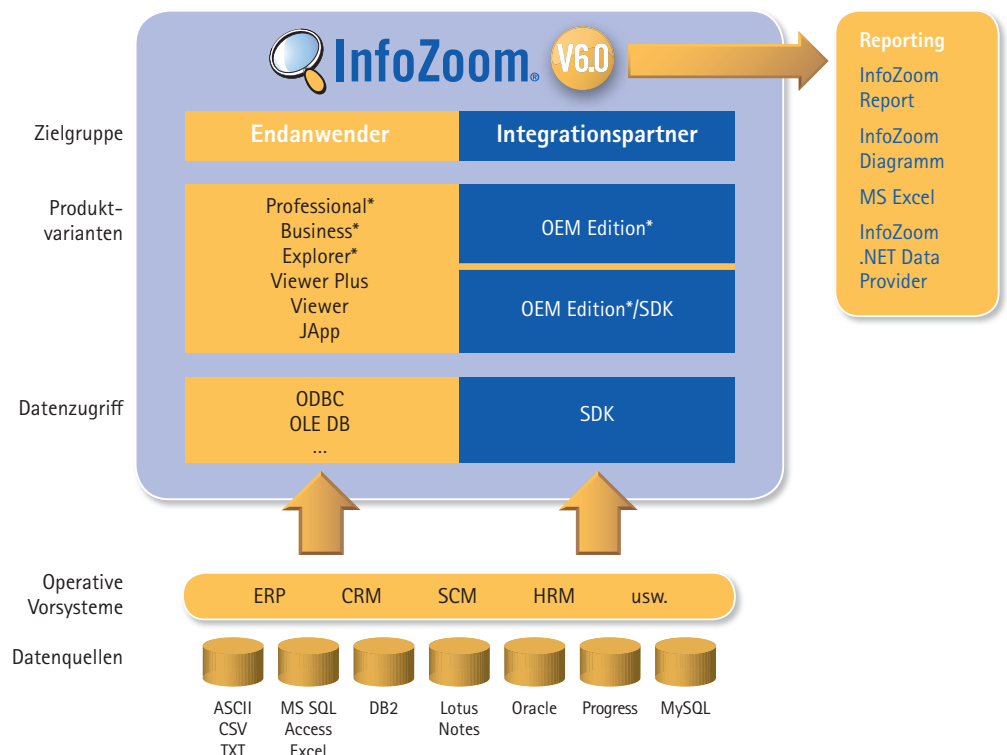 InfoZoom® V6.0
Reporting
InfoZoom
Report
InfoZoom
Diagramm
MS Excel
InfoZoom
.NET Data
Provider
Zielgruppe
Endanwender
Integrationspartner
Produkt-
varianten
Professional*
Business*
Explorer*
Viewer Plus
Viewer
JApp
OEM Edition*
OEM Edition*/SDK
Datenzugriff
ODBC
OLE DB
...
SDK
Operative
Vorsysteme
ERP CRM SCM HRM usw.
Datenquellen
ASCII
CSV
TXT
MS SQL
Access
Excel
DB2
Lotus
Notes
Oracle
Progress
MySQL